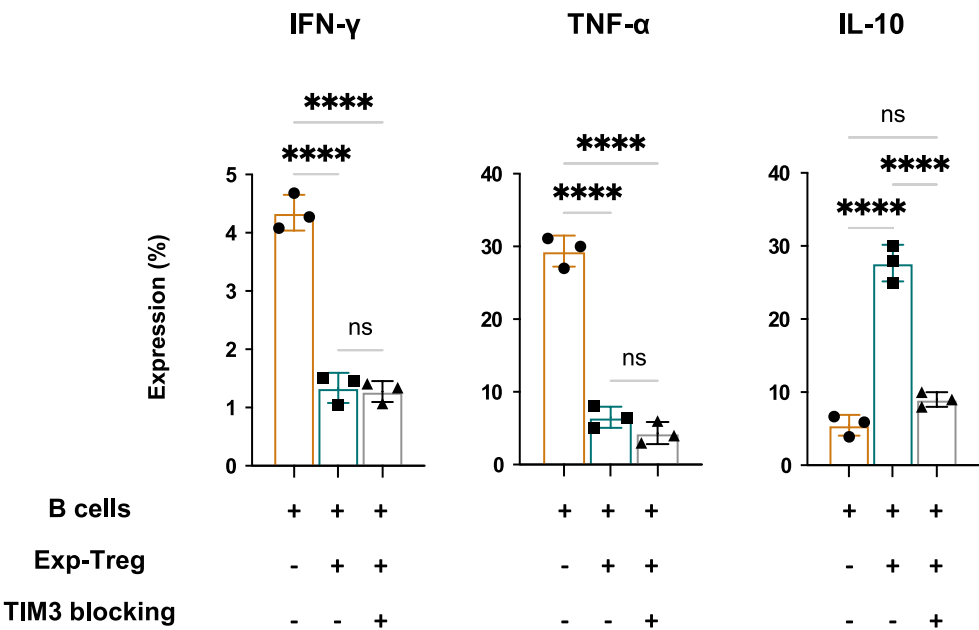 IFN-γ TNF-α IL-10
**** **** ns
**** **** ****
ns ns ****
Expression (%)
5
4
3
2
1
0
40
30
20
10
0
40
30
20
10
0
B cells + + + + + + + + +
Exp-Treg - + + - + + - + +
TIM3 blocking - - + - - + - - +